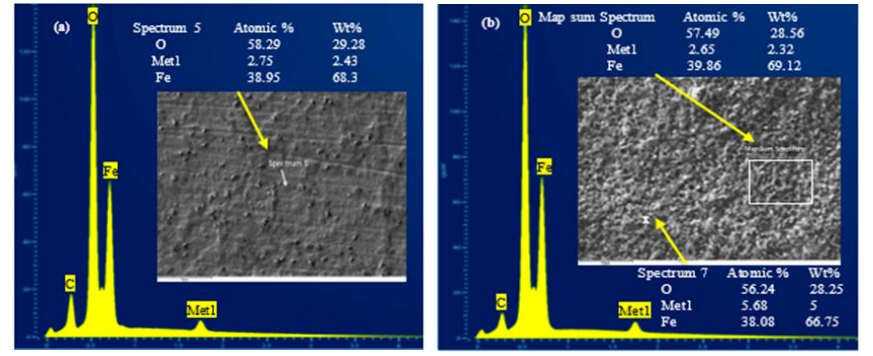 (a)
Spectrum 5 Atomic % Wt%
O 58.29 29.28
Met1 2.75 2.43
Fe 38.95 68.3
O
Fe
C
Met1
Spectrum 5
(b)
Map sum Spectrum Atomic % Wt%
O 57.49 28.56
Met1 2.65 2.32
Fe 39.86 69.12
O
Fe
C
Met1
Map Sum Spectrum
Spectrum 7 Atomic % Wt%
O 56.24 28.25
Met1 5.68 5
Fe 38.08 66.75